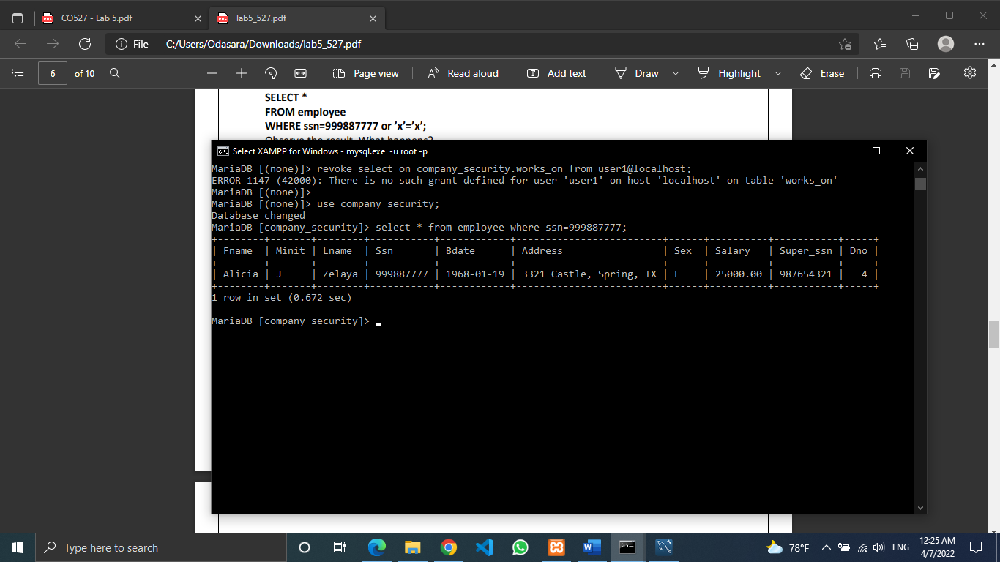 CO527 - Lab 5.pdf
lab5_527.pdf
File
C:/Users/Odasara/Downloads/lab5_527.pdf
6 of 10
Page view
Read aloud
Add text
Draw
Highlight
Erase
SELECT *
FROM employee
WHERE ssn=999887777 or ’x’=’x’;
Observe the result. What happens?
Select XAMPP for Windows - mysql.exe -u root -p
MariaDB [(none)]> revoke select on company_security.works_on from user1@localhost;
ERROR 1147 (42000): There is no such grant defined for user 'user1' on host 'localhost' on table 'works_on'
MariaDB [(none)]>
MariaDB [(none)]> use company_security;
Database changed
MariaDB [company_security]> select * from employee where ssn=999887777;
+--------+-------+--------+-----------+------------+-------------------------+------+----------+-----------+-----+
| Fname  | Minit | Lname  | Ssn       | Bdate      | Address                 | Sex  | Salary   | Super_ssn | Dno |
+--------+-------+--------+-----------+------------+-------------------------+------+----------+-----------+-----+
| Alicia | J     | Zelaya | 999887777 | 1968-01-19 | 3321 Castle, Spring, TX | F    | 25000.00 | 987654321 |   4 |
+--------+-------+--------+-----------+------------+-------------------------+------+----------+-----------+-----+
1 row in set (0.672 sec)
MariaDB [company_security]>
Type here to search
78°F
ENG
12:25 AM
4/7/2022